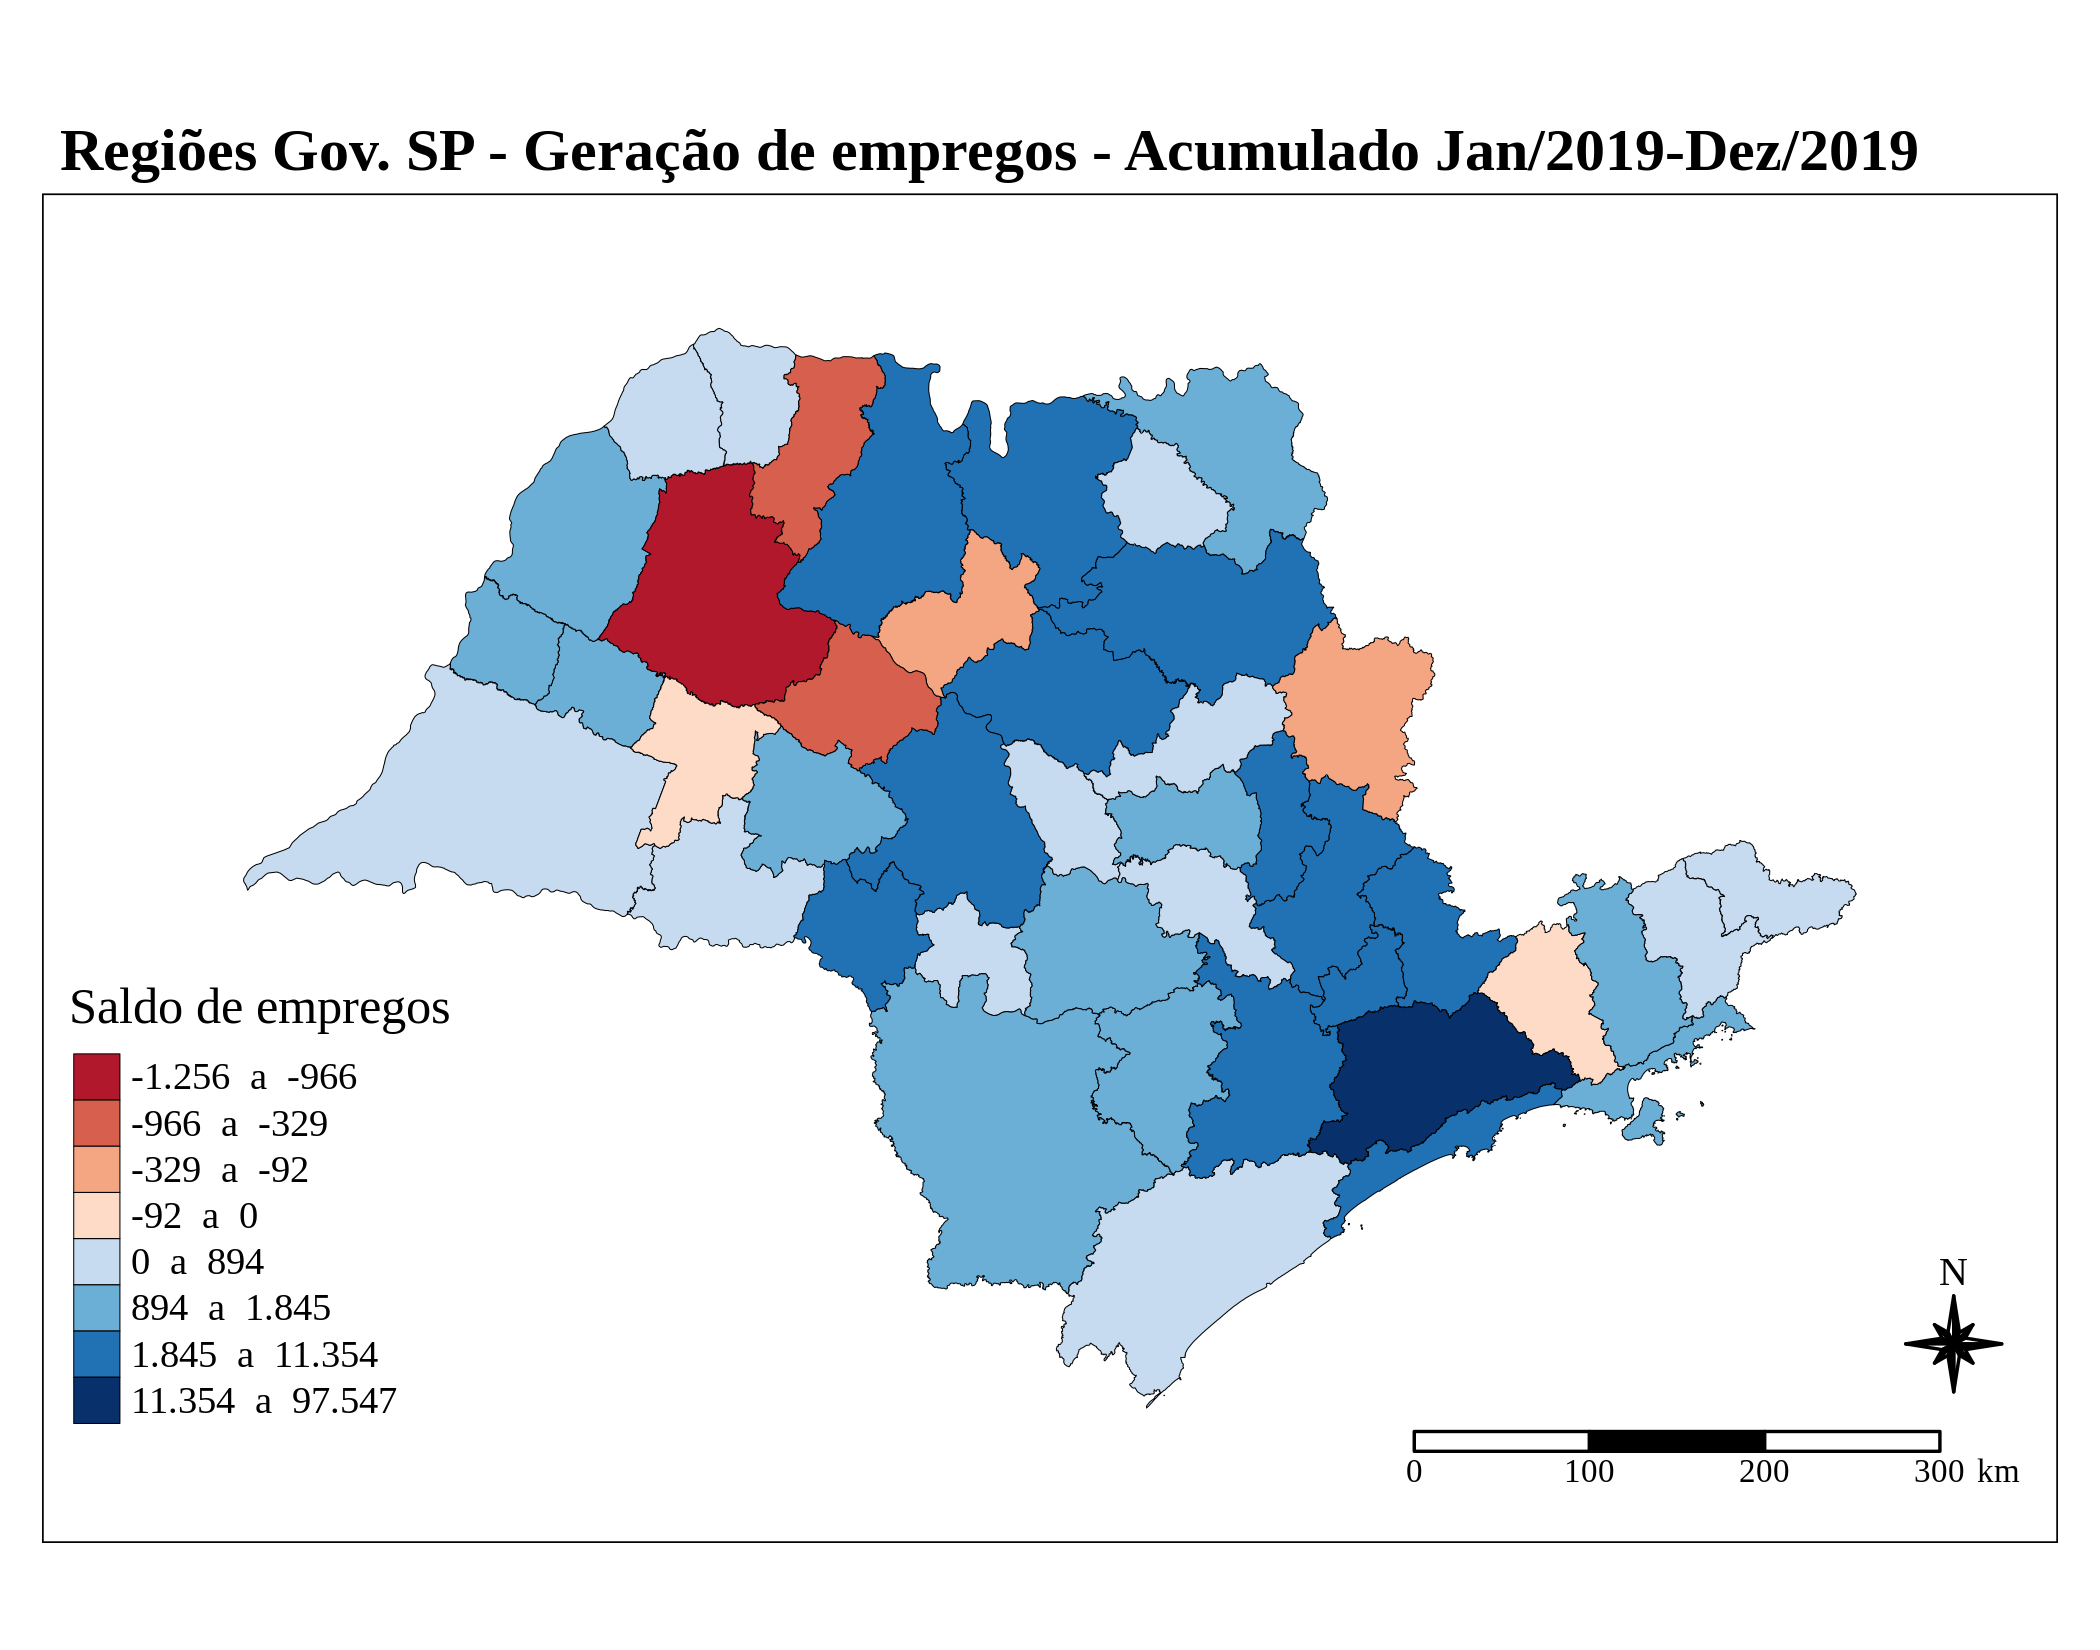 Regiões Gov. SP - Geração de empregos - Acumulado Jan/2019-Dez/2019
Saldo de empregos
-1.256 a -966
-966 a -329
-329 a -92
-92 a 0
0 a 894
894 a 1.845
1.845 a 11.354
11.354 a 97.547
N
0 100 200 300 km